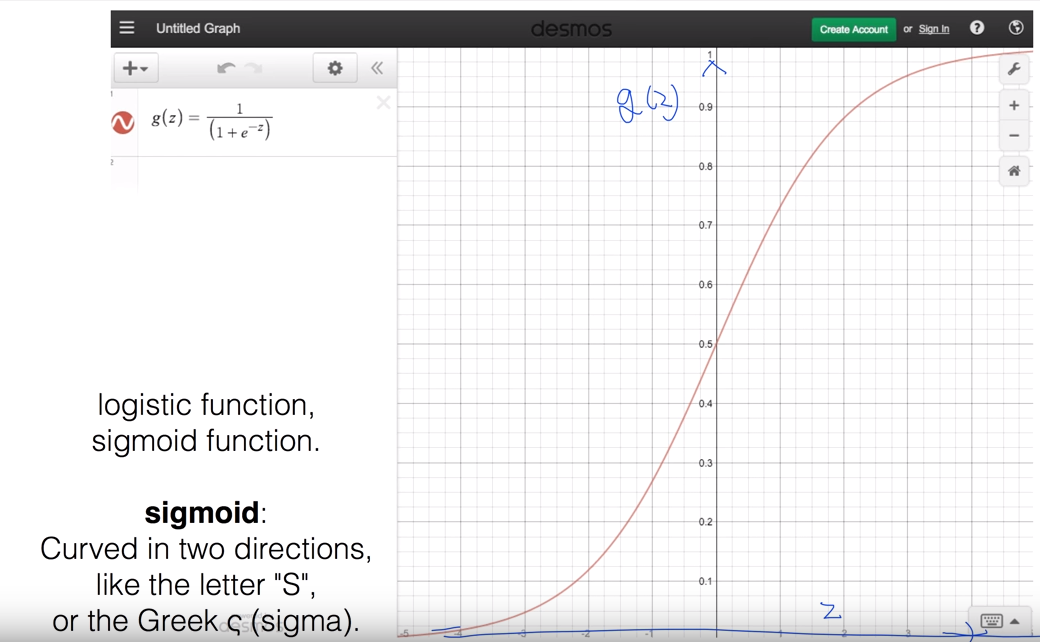 Untitled Graph
desmos
Create Account or Sign In
1
g(z) = 1 / (1 + e^-z)
2
g(z)
1
0.9
0.8
0.7
0.6
0.5
0.4
0.3
0.2
0.1
-5 -4 -3 -2 -1 1 2 3
z
logistic function,
sigmoid function.
sigmoid:
Curved in two directions,
like the letter "S",
or the Greek ς (sigma).